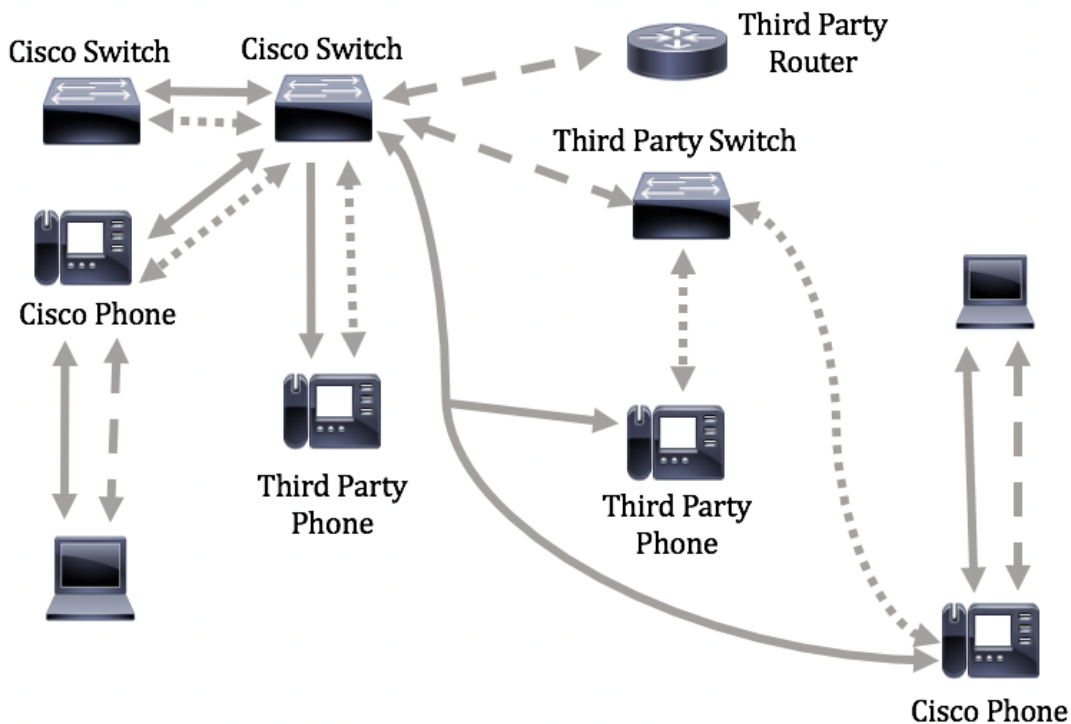 Cisco Switch
Cisco Switch
Third Party
Router
Third Party Switch
Cisco Phone
Third Party
Phone
Third Party
Phone
Cisco Phone